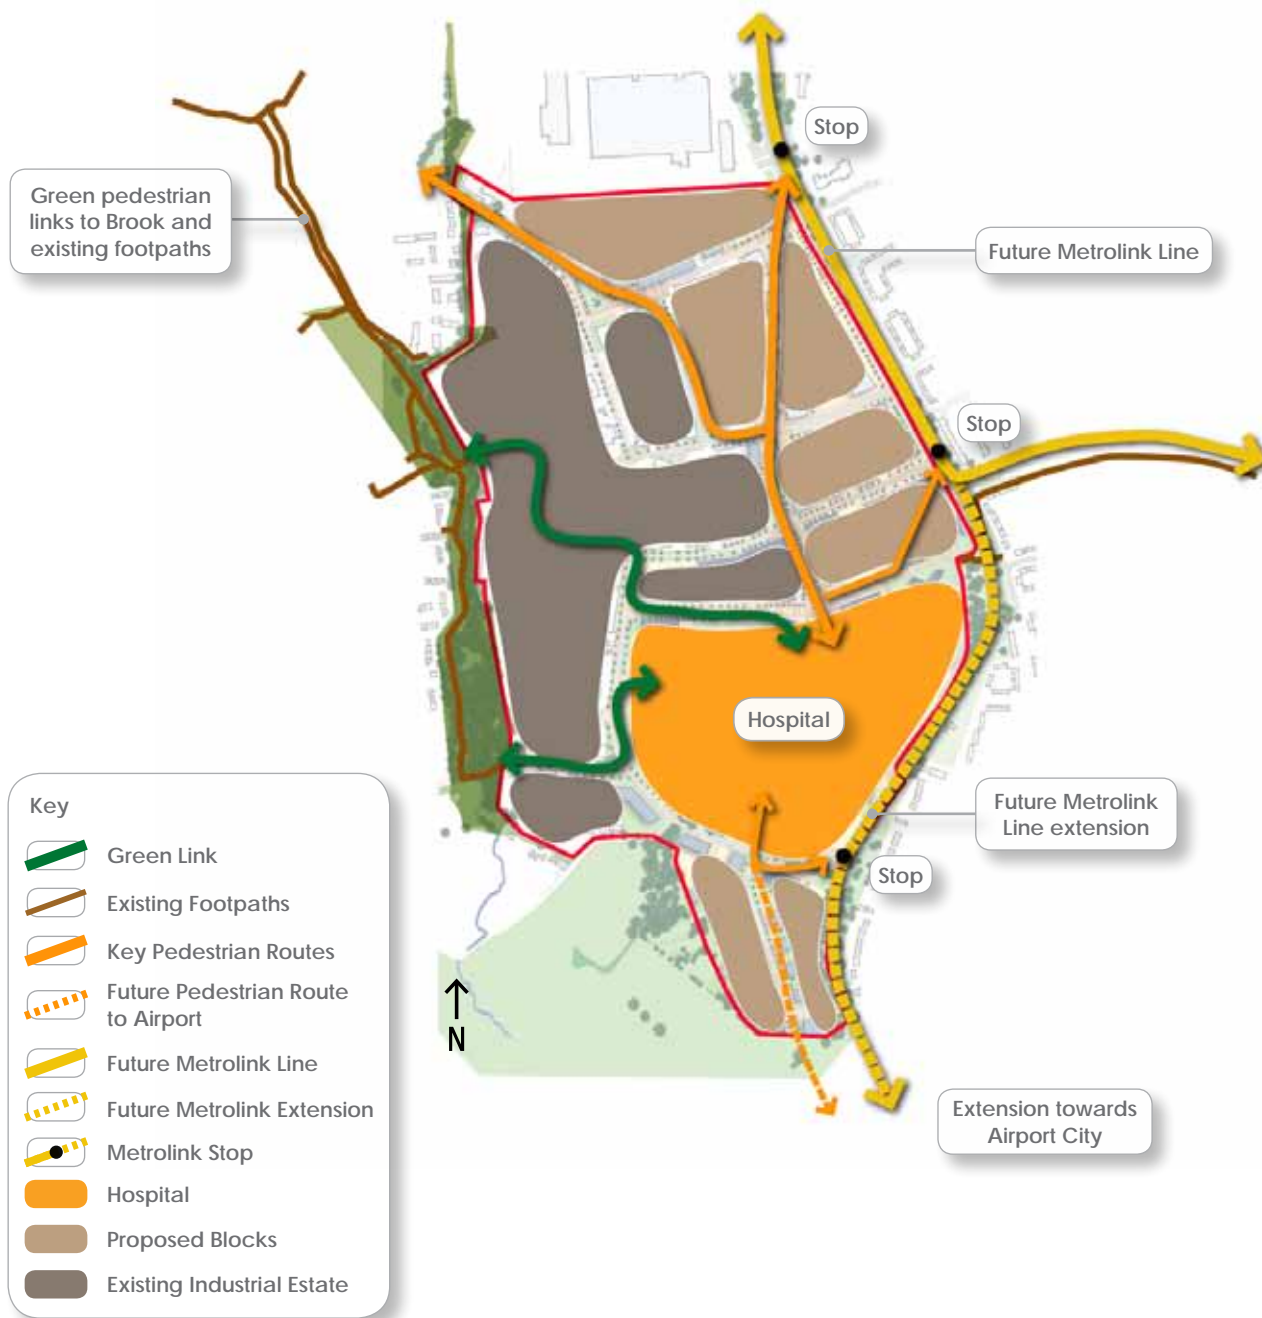 Stop
Green pedestrian
links to Brook and
existing footpaths
Future Metrolink Line
Stop
Hospital
Future Metrolink
Line extension
Stop
N
Extension towards
Airport City
Key
Green Link
Existing Footpaths
Key Pedestrian Routes
Future Pedestrian Route
to Airport
Future Metrolink Line
Future Metrolink Extension
Metrolink Stop
Hospital
Proposed Blocks
Existing Industrial Estate